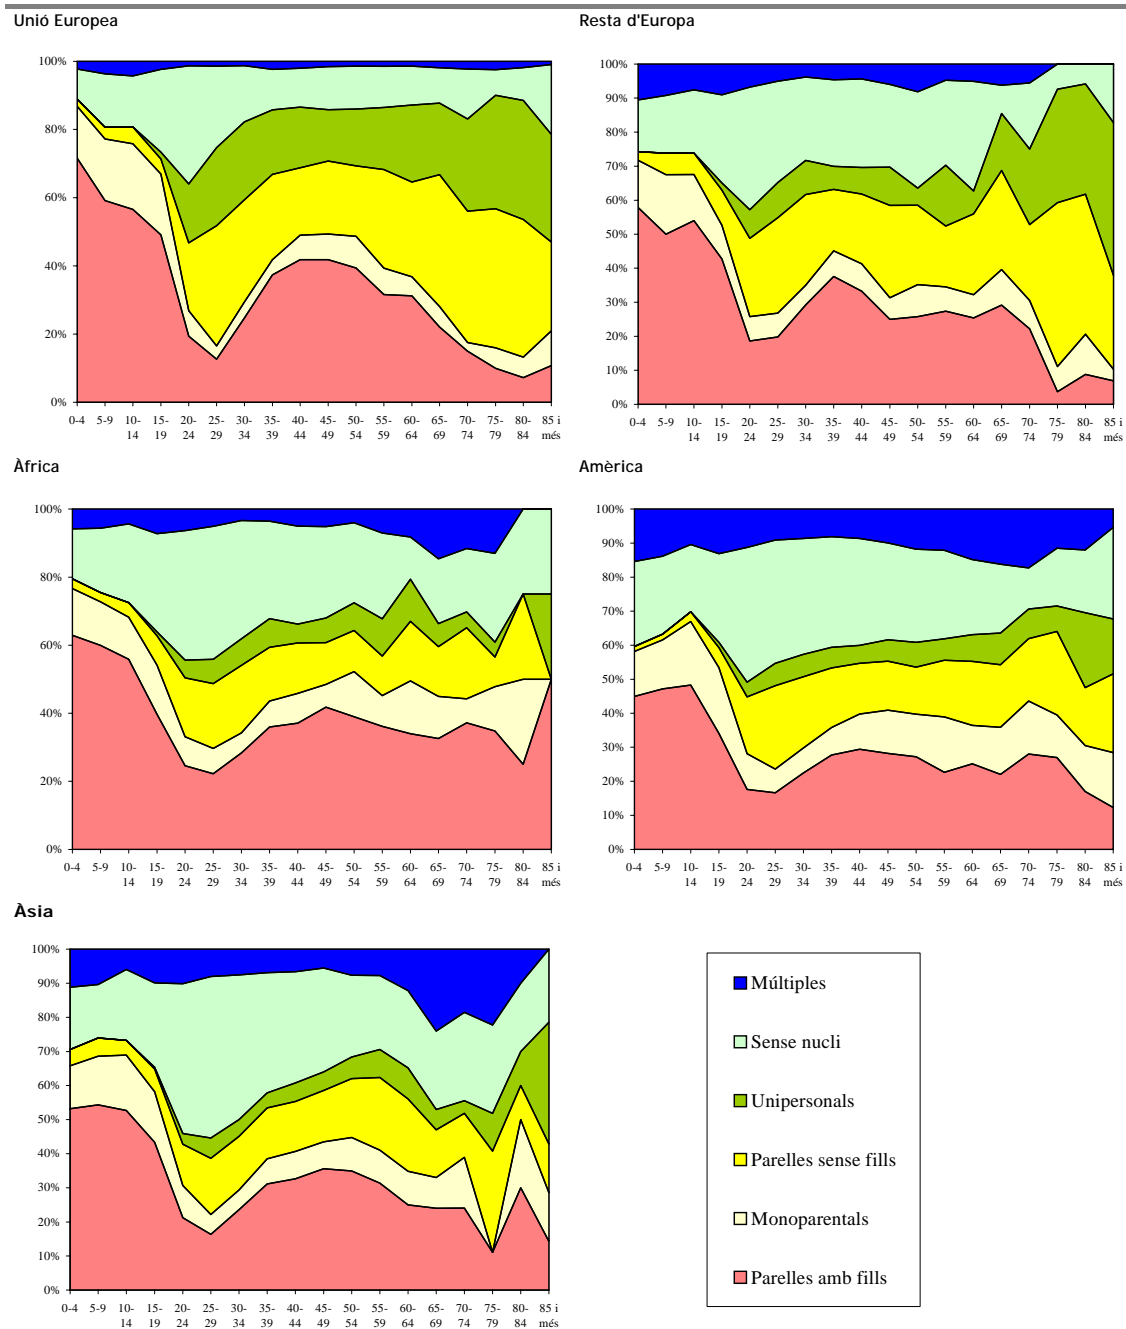 Unió Europea
100%
80%
60%
40%
20%
0%
0-4 5-9 10- 15- 20- 25- 30- 35- 40- 45- 50- 55- 60- 65- 70- 75- 80- 85 i
14 19 24 29 34 39 44 49 54 59 64 69 74 79 84 més
Resta d'Europa
100%
90%
80%
70%
60%
50%
40%
30%
20%
10%
0%
0-4 5-9 10- 15- 20- 25- 30- 35- 40- 45- 50- 55- 60- 65- 70- 75- 80- 85 i
14 19 24 29 34 39 44 49 54 59 64 69 74 79 84 més
Àfrica
100%
80%
60%
40%
20%
0%
0-4 5-9 10- 15- 20- 25- 30- 35- 40- 45- 50- 55- 60- 65- 70- 75- 80- 85 i
14 19 24 29 34 39 44 49 54 59 64 69 74 79 84 més
Amèrica
100%
90%
80%
70%
60%
50%
40%
30%
20%
10%
0%
0-4 5-9 10- 15- 20- 25- 30- 35- 40- 45- 50- 55- 60- 65- 70- 75- 80- 85 i
14 19 24 29 34 39 44 49 54 59 64 69 74 79 84 més
Àsia
100%
90%
80%
70%
60%
50%
40%
30%
20%
10%
0%
0-4 5-9 10- 15- 20- 25- 30- 35- 40- 45- 50- 55- 60- 65- 70- 75- 80- 85 i
14 19 24 29 34 39 44 49 54 59 64 69 74 79 84 més
Múltiples
Sense nucli
Unipersonals
Parelles sense fills
Monoparentals
Parelles amb fills